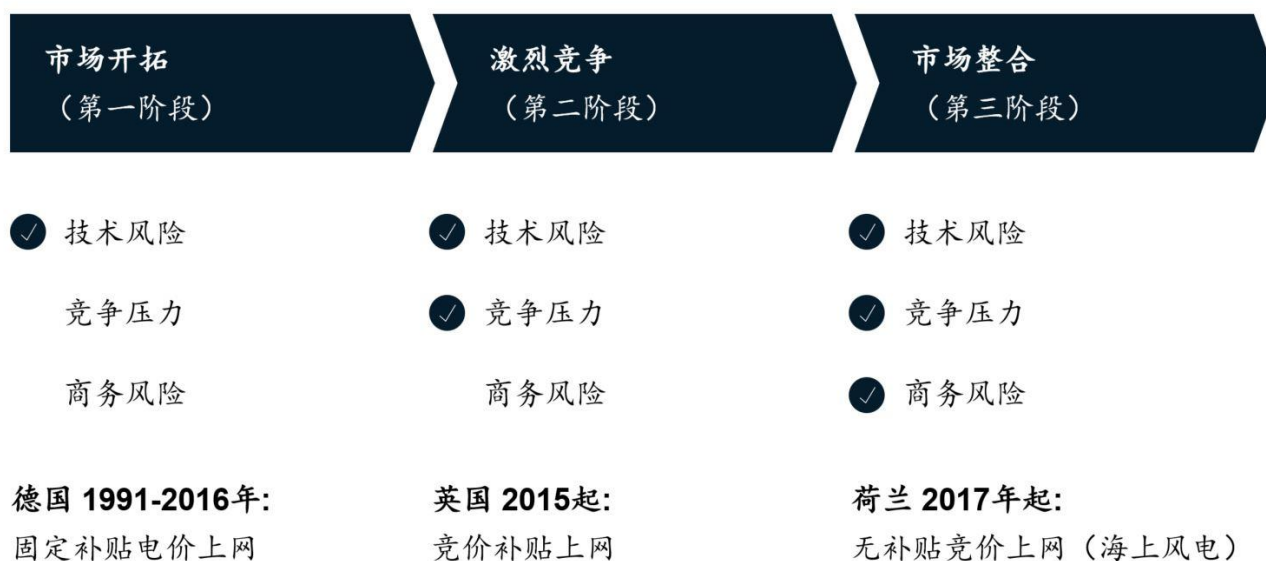 市场开拓
（第一阶段）
激烈竞争
（第二阶段）
市场整合
（第三阶段）
技术风险
竞争压力
商务风险
技术风险
竞争压力
商务风险
技术风险
竞争压力
商务风险
德国 1991-2016年:
固定补贴电价上网
英国 2015起:
竞价补贴上网
荷兰 2017年起:
无补贴竞价上网（海上风电）